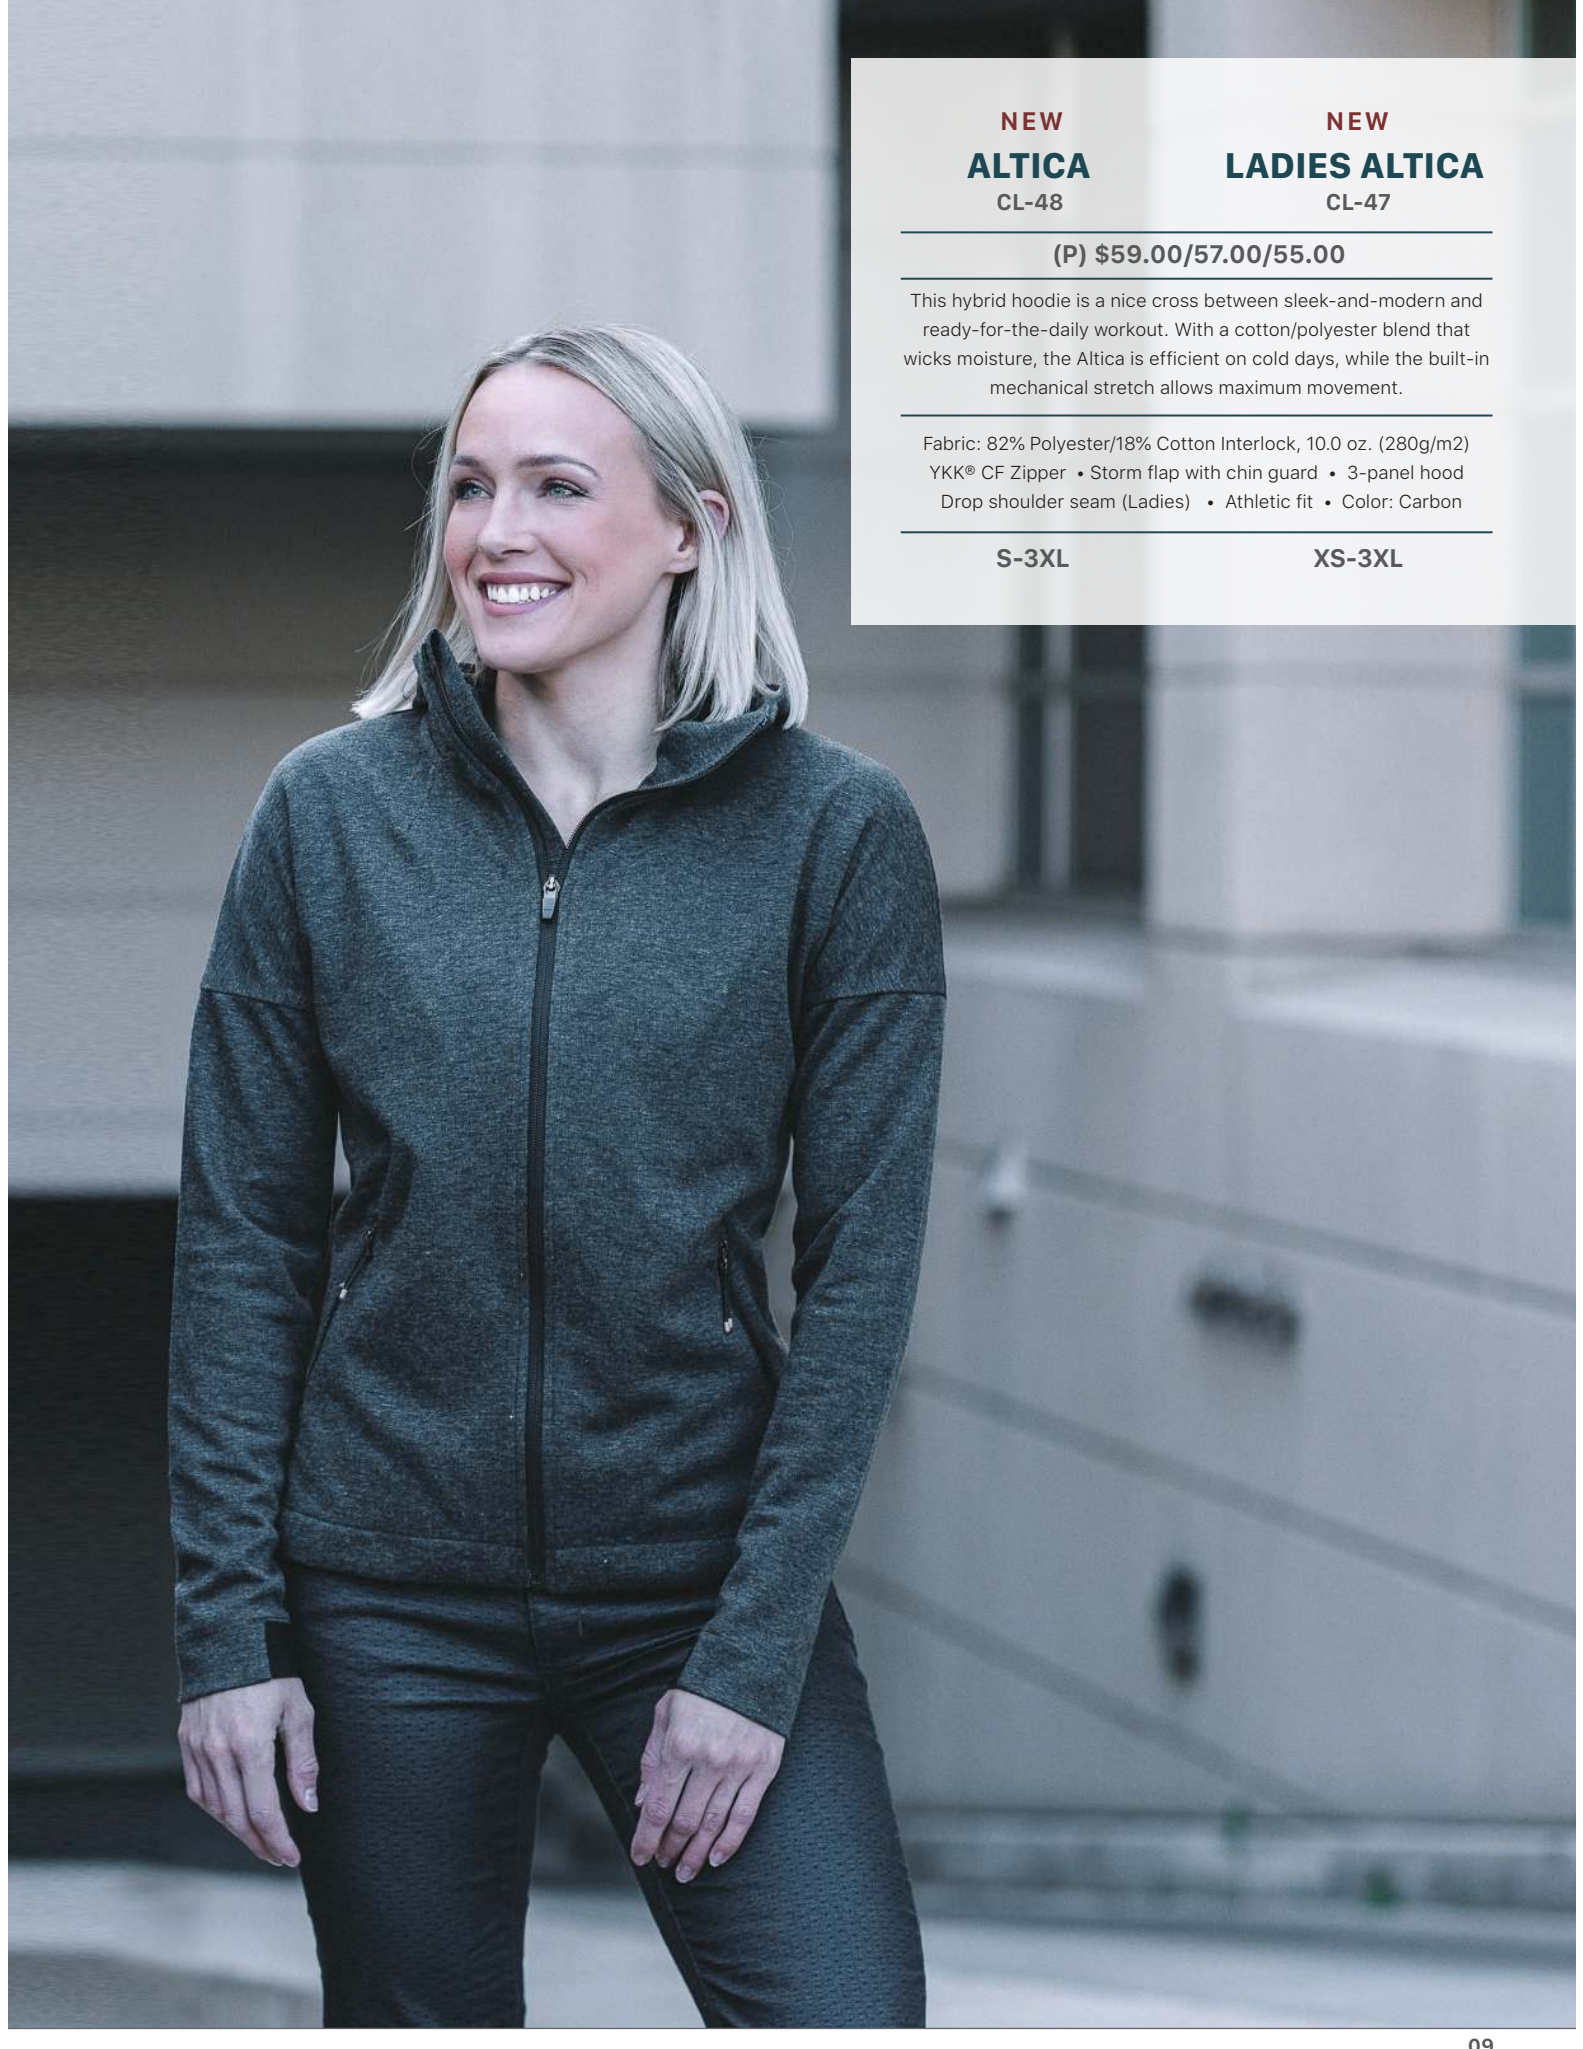 NEW
ALTICA
CL-48
NEW
LADIES ALTICA
CL-47
(P) $59.00/57.00/55.00
This hybrid hoodie is a nice cross between sleek-and-modern and
ready-for-the-daily workout. With a cotton/polyester blend that
wicks moisture, the Altica is efficient on cold days, while the built-in
mechanical stretch allows maximum movement.
Fabric: 82% Polyester/18% Cotton Interlock, 10.0 oz. (280g/m2)
YKK® CF Zipper • Storm flap with chin guard • 3-panel hood
Drop shoulder seam (Ladies) • Athletic fit • Color: Carbon
S-3XL
XS-3XL
09